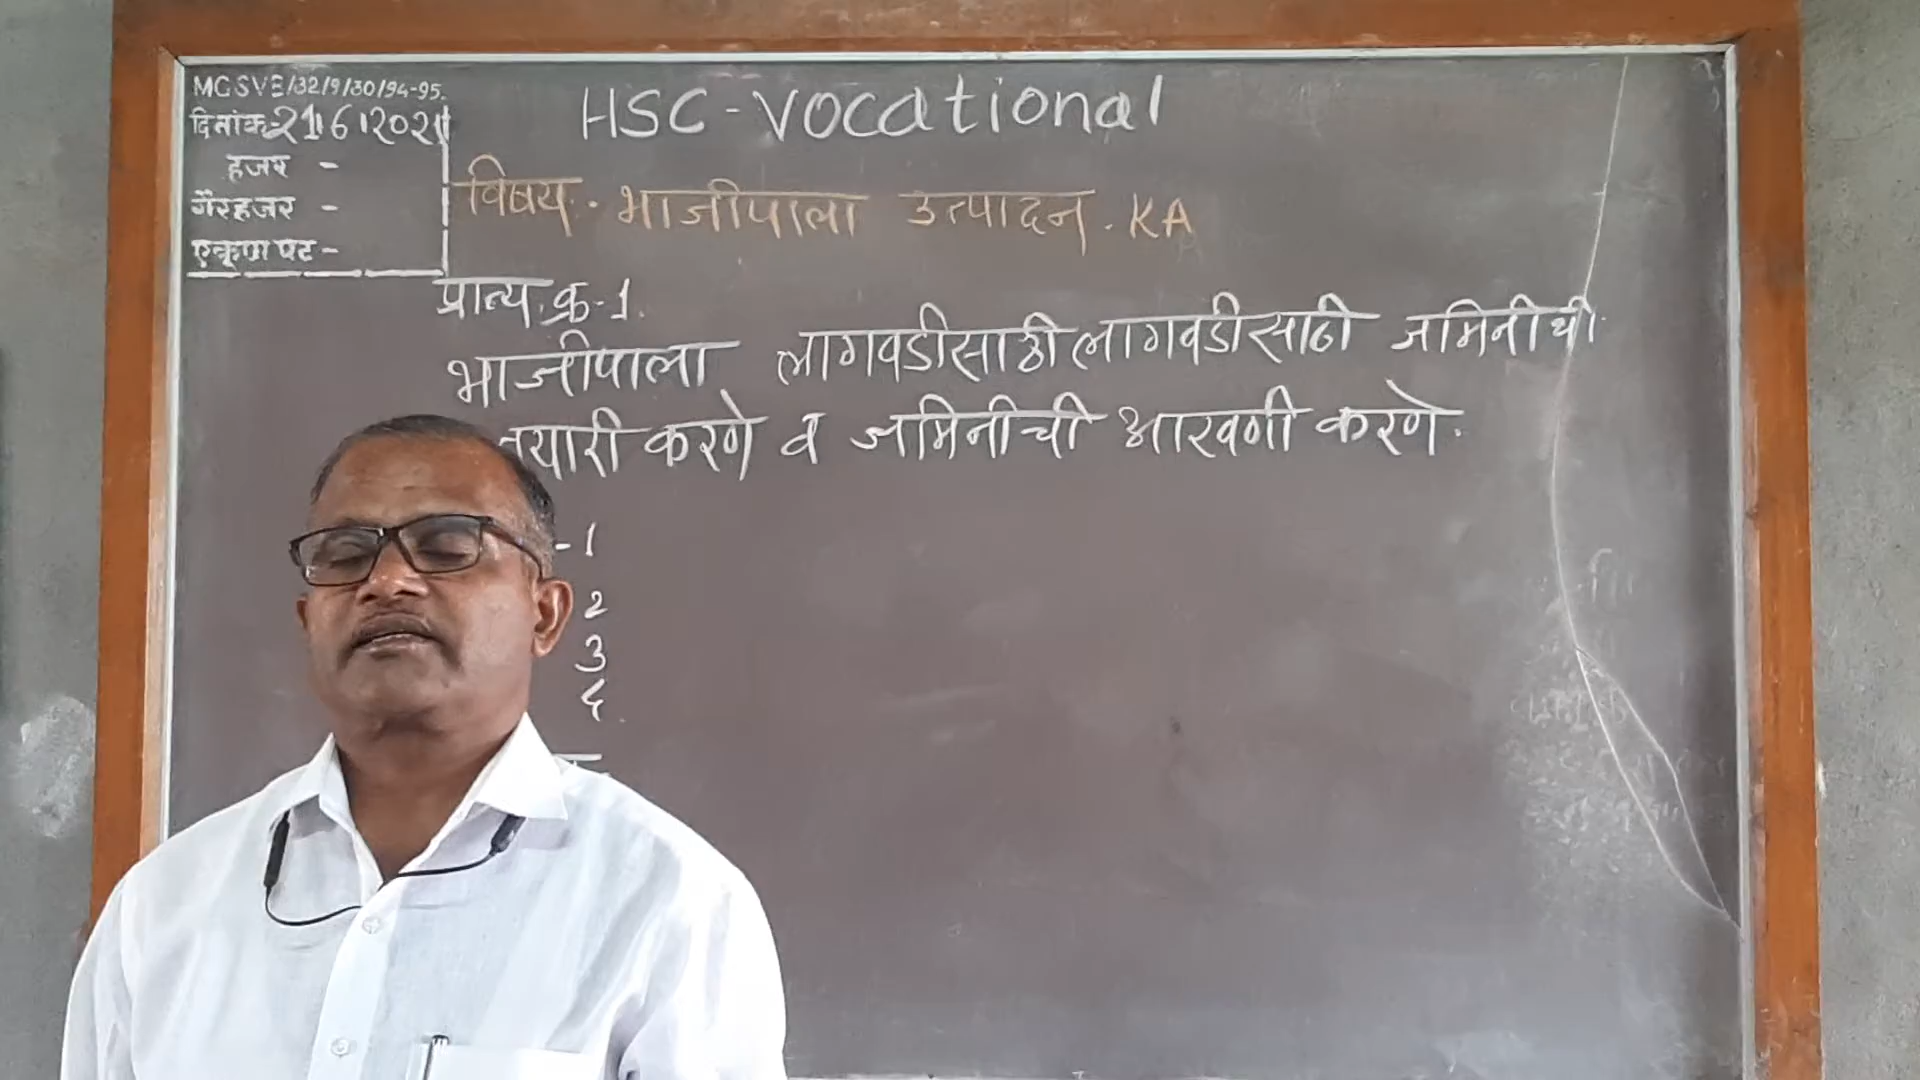 MGSVE/32/9/30/94-95.
दिनांक-21।6।2021
हजर -
गैरहजर -
एकूण पट -
HSC - Vocational
विषय. भाजीपाला उत्पादन. KA
प्रात्य. क्र-1.
भाजीपाला लागवडीसाठी लागवडीसाठी जमिनीची
तयारी करणे व जमिनीची आखणी करणे.
-1
2
3